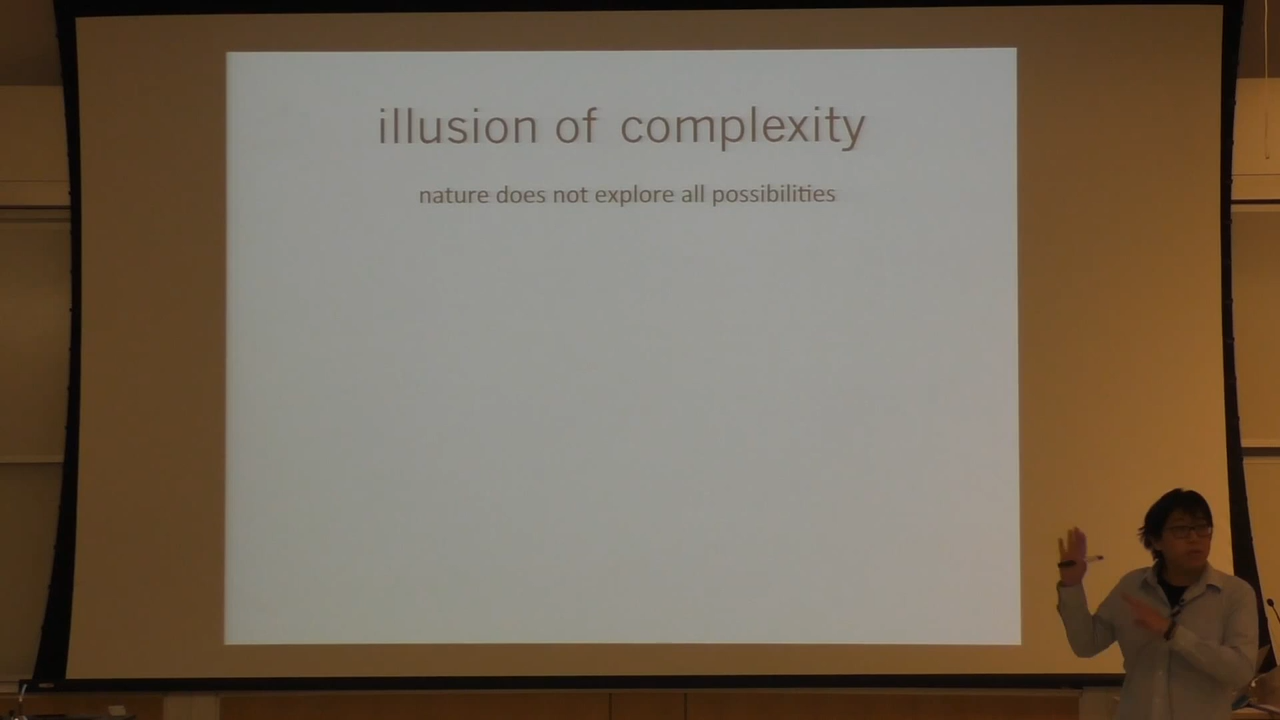 illusion of complexity
nature does not explore all possibilities